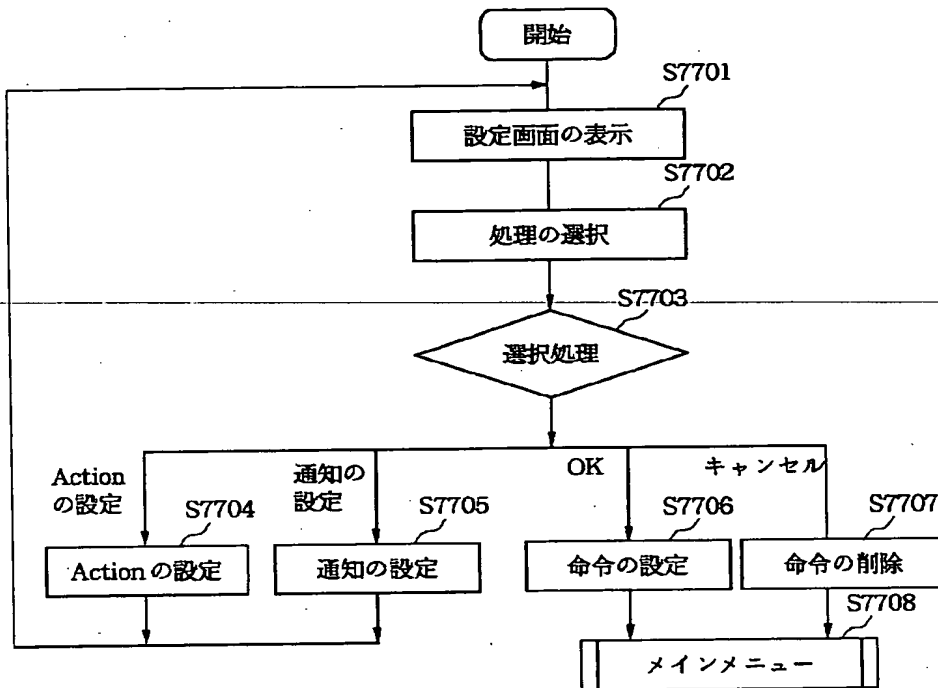 開始
S7701
設定画面の表示
S7702
処理の選択
S7703
選択処理
Action
の設定
通知の
設定
OK
キャンセル
S7704
S7705
S7706
S7707
Actionの設定
通知の設定
命令の設定
命令の削除
S7708
メインメニュー